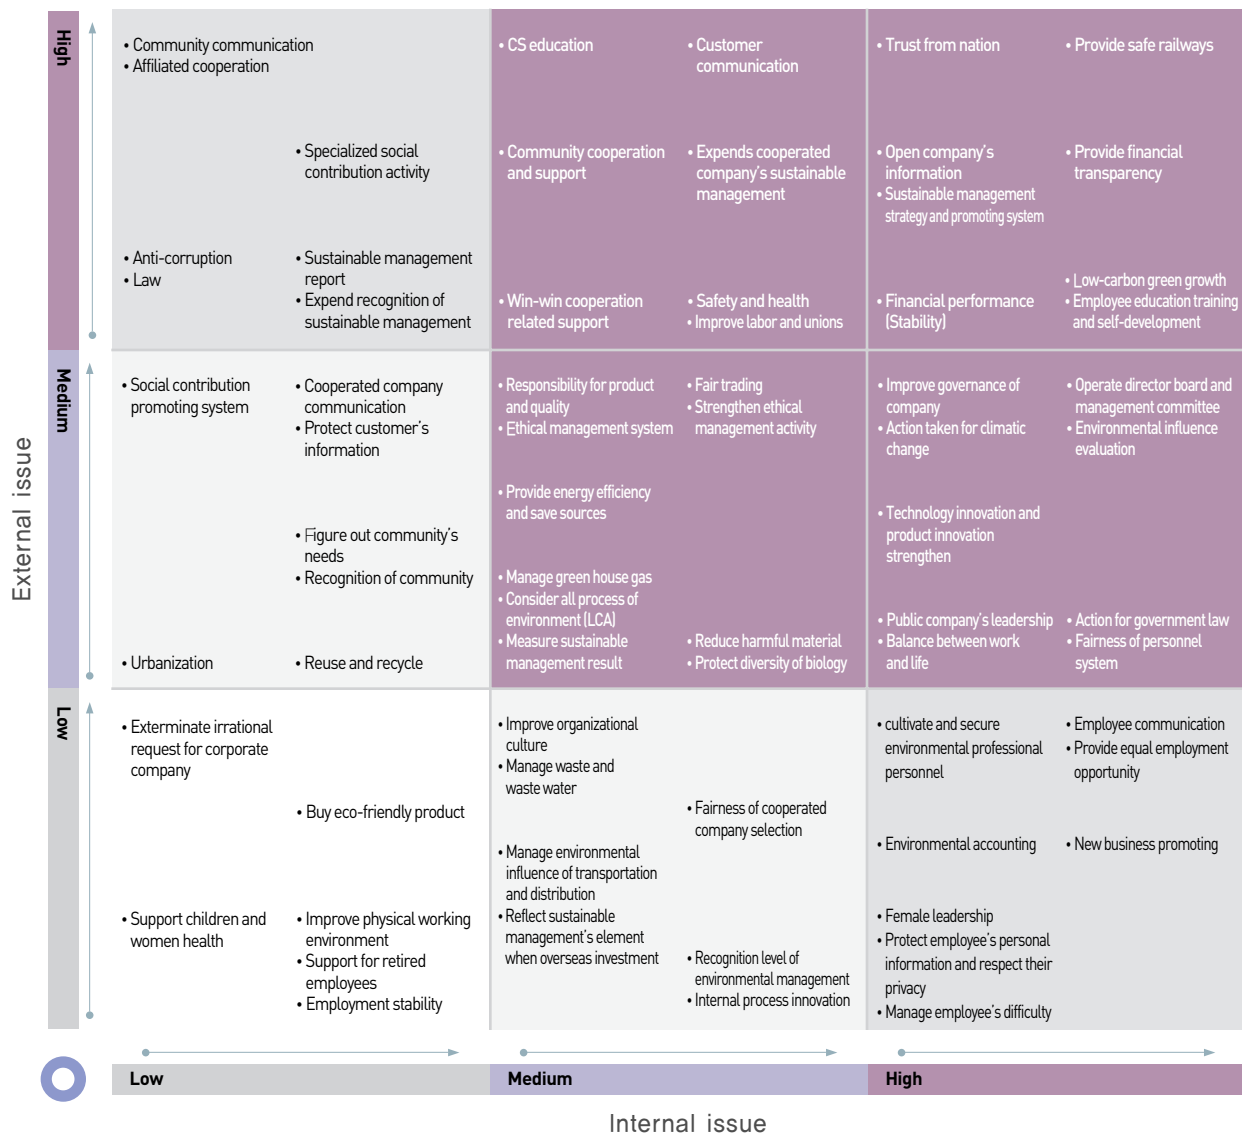 External issue
High
• Community communication
• Affiliated cooperation
• Specialized social
contribution activity
• Anti-corruption
• Law
• Sustainable management
report
• Expend recognition of
sustainable management
• CS education
• Customer
communication
• Community cooperation
and support
• Expends cooperated
company's sustainable
management
• Win-win cooperation
related support
• Safety and health
• Improve labor and unions
• Trust from nation
• Provide safe railways
• Open company's
information
• Sustainable management
strategy and promoting system
• Provide financial
transparency
• Financial performance
(Stability)
• Low-carbon green growth
• Employee education training
and self-development
Medium
• Social contribution
promoting system
• Cooperated company
communication
• Protect customer's
information
• Figure out community's
needs
• Recognition of community
• Urbanization
• Reuse and recycle
• Responsibility for product
and quality
• Ethical management system
• Fair trading
• Strengthen ethical
management activity
• Provide energy efficiency
and save sources
• Manage green house gas
• Consider all process of
environment (LCA)
• Measure sustainable
management result
• Reduce harmful material
• Protect diversity of biology
• Improve governance of
company
• Action taken for climatic
change
• Operate director board and
management committee
• Environmental influence
evaluation
• Technology innovation and
product innovation
strengthen
• Public company's leadership
• Balance between work
and life
• Action for government law
• Fairness of personnel
system
Low
• Exterminate irrational
request for corporate
company
• Buy eco-friendly product
• Support children and
women health
• Improve physical working
environment
• Support for retired
employees
• Employment stability
• Improve organizational
culture
• Manage waste and
waste water
• Fairness of cooperated
company selection
• Manage environmental
influence of transportation
and distribution
• Reflect sustainable
management's element
when overseas investment
• Recognition level of
environmental management
• Internal process innovation
• cultivate and secure
environmental professional
personnel
• Employee communication
• Provide equal employment
opportunity
• Environmental accounting
• New business promoting
• Female leadership
• Protect employee's personal
information and respect their
privacy
• Manage employee's difficulty
Low
Medium
High
Internal issue